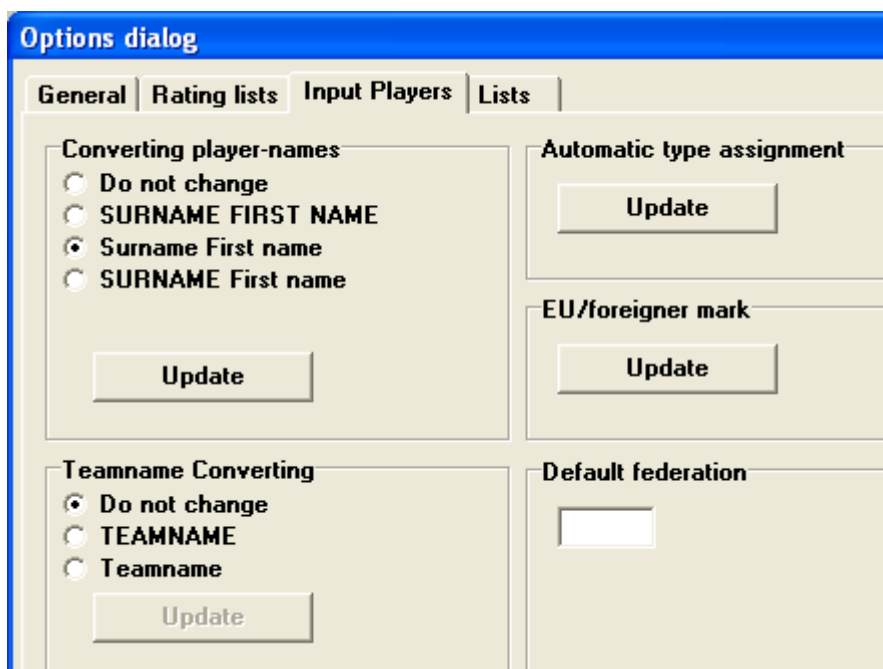 Options dialog
General Rating lists Input Players Lists
Converting player-names
Do not change
SURNAME FIRST NAME
Surname First name
SURNAME First name
Update
Automatic type assignment
Update
EU/foreigner mark
Update
Teamname Converting
Do not change
TEAMNAME
Teamname
Update
Default federation